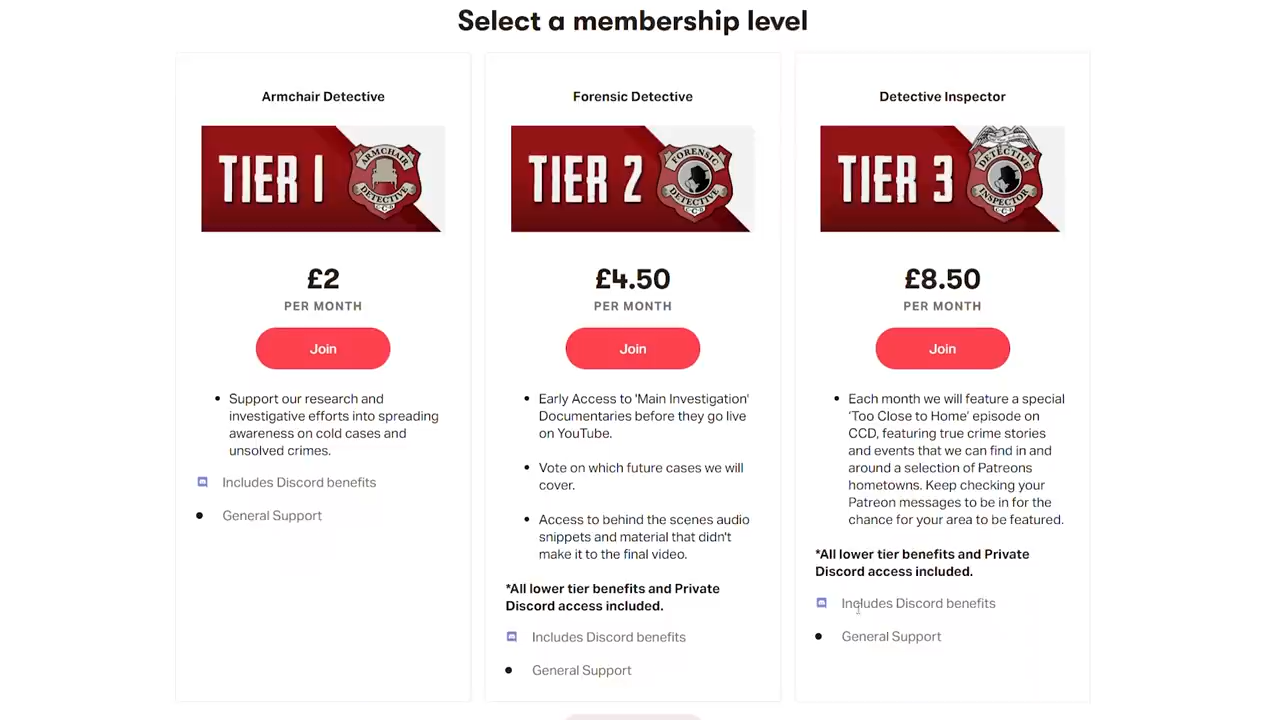 Select a membership level
Armchair Detective
TIER 1
ARMCHAIR
DETECTIVE
CCD
£2
PER MONTH
Join
• Support our research and
investigative efforts into spreading
awareness on cold cases and
unsolved crimes.
Includes Discord benefits
• General Support
Forensic Detective
TIER 2
FORENSIC
DETECTIVE
CCD
£4.50
PER MONTH
Join
• Early Access to 'Main Investigation'
Documentaries before they go live
on YouTube.
• Vote on which future cases we will
cover.
• Access to behind the scenes audio
snippets and material that didn't
make it to the final video.
*All lower tier benefits and Private
Discord access included.
Includes Discord benefits
• General Support
Detective Inspector
TIER 3
DETECTIVE
INSPECTOR
CCD
£8.50
PER MONTH
Join
• Each month we will feature a special
‘Too Close to Home’ episode on
CCD, featuring true crime stories
and events that we can find in and
around a selection of Patreons
hometowns. Keep checking your
Patreon messages to be in for the
chance for your area to be featured.
*All lower tier benefits and Private
Discord access included.
Includes Discord benefits
• General Support